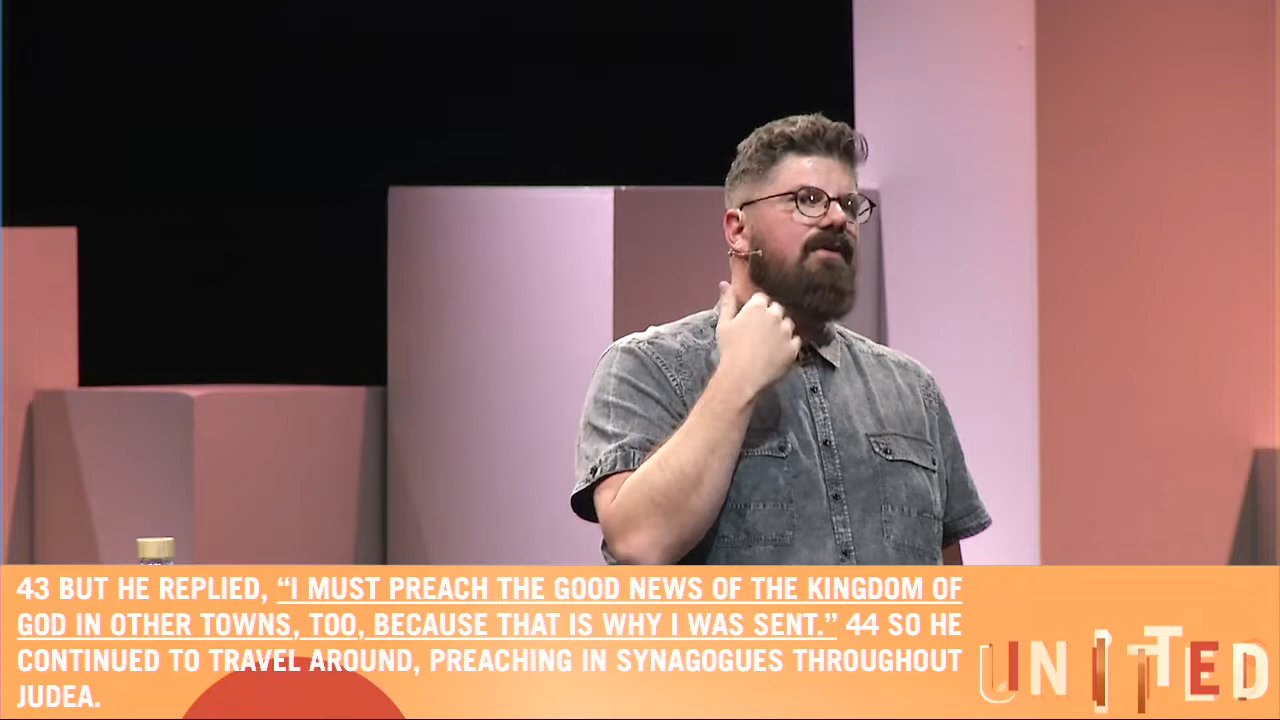 43 BUT HE REPLIED, “I MUST PREACH THE GOOD NEWS OF THE KINGDOM OF
GOD IN OTHER TOWNS, TOO, BECAUSE THAT IS WHY I WAS SENT.” 44 SO HE
CONTINUED TO TRAVEL AROUND, PREACHING IN SYNAGOGUES THROUGHOUT
JUDEA.
UNITED